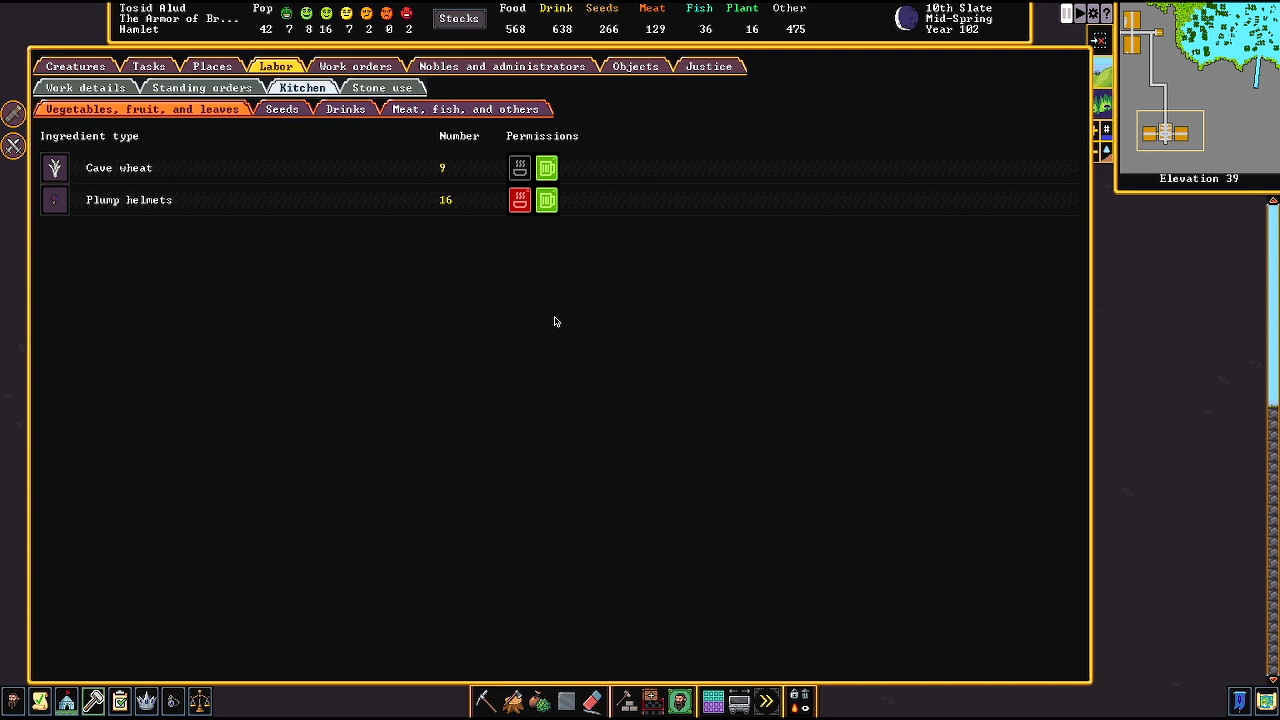 Tosid Alud
The Armor of Br...
Hamlet
Pop
42 7 8 16 7 2 0 2
Stocks
Food Drink Seeds Meat Fish Plant Other
568 638 266 129 36 16 475
10th Slate
Mid-Spring
Year 102
?
Creatures Tasks Places Labor Work orders Nobles and administrators Objects Justice
Work details Standing orders Kitchen Stone use
Vegetables, fruit, and leaves Seeds Drinks Meat, fish, and others
Ingredient type Number Permissions
Cave wheat 9
Plump helmets 16
Elevation 39